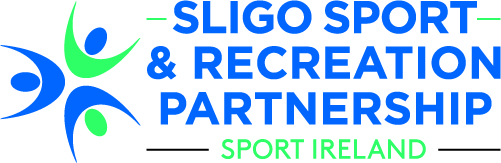 SLIGO SPORT
& RECREATION
PARTNERSHIP
SPORT IRELAND